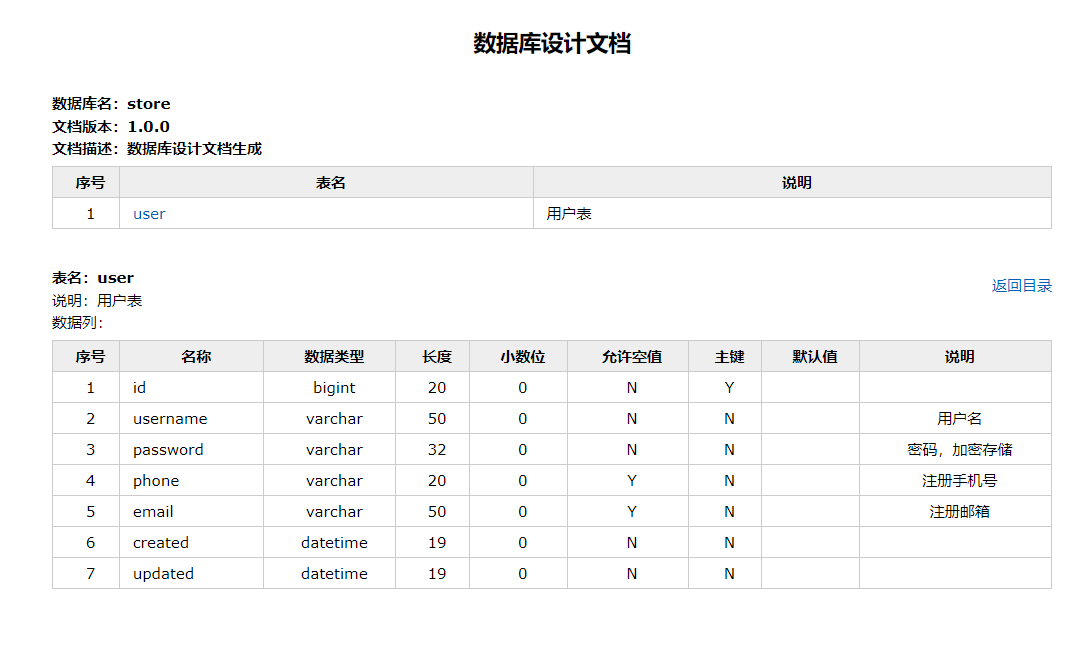 数据库设计文档
数据库名：store
文档版本：1.0.0
文档描述：数据库设计文档生成
序号 表名 说明
1 user 用户表
表名：user
返回目录
说明：用户表
数据列：
序号 名称 数据类型 长度 小数位 允许空值 主键 默认值 说明
1 id bigint 20 0 N Y
2 username varchar 50 0 N N 用户名
3 password varchar 32 0 N N 密码，加密存储
4 phone varchar 20 0 Y N 注册手机号
5 email varchar 50 0 Y N 注册邮箱
6 created datetime 19 0 N N
7 updated datetime 19 0 N N